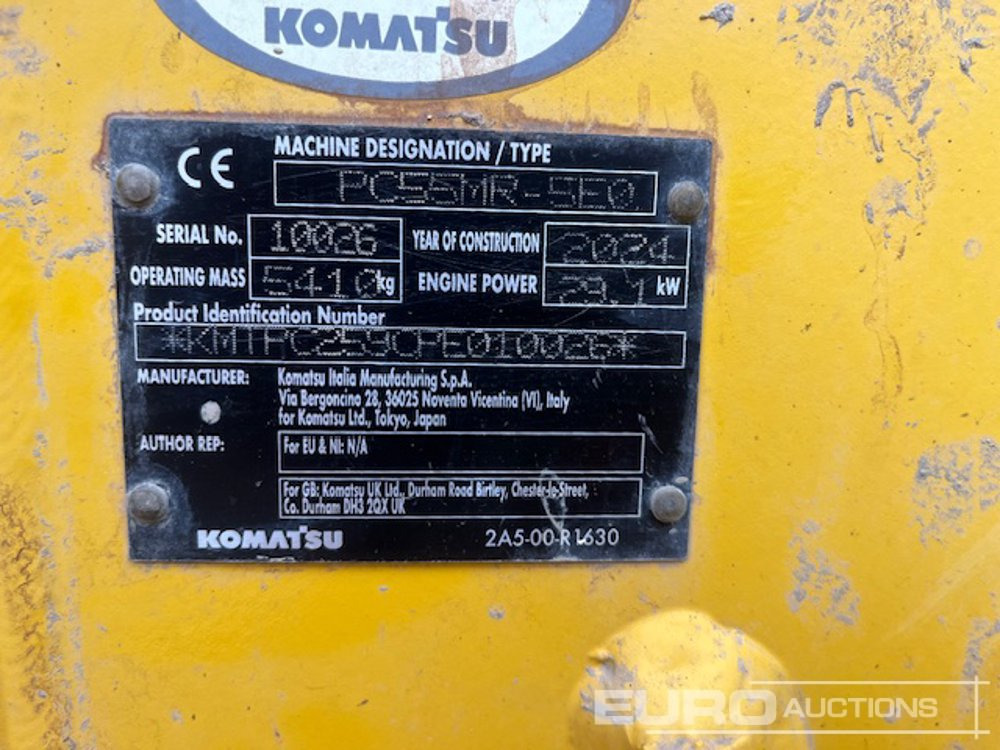 KOMATSU
CE
MACHINE DESIGNATION / TYPE
PC55MR-5E0
SERIAL No. 10026 YEAR OF CONSTRUCTION 2024
OPERATING MASS 5410 kg ENGINE POWER 29.1 kW
Product Identification Number
*KMTPC259CPE010026*
MANUFACTURER: Komatsu Italia Manufacturing S.p.A.
Via Bergoncino 28, 36025 Noventa Vicentina (VI), Italy
for Komatsu Ltd., Tokyo, Japan
AUTHOR REP: For EU & NI: N/A
For GB: Komatsu UK Ltd., Durham Road Birtley, Chester-le-Street,
Co. Durham DH3 2QX UK
KOMATSU 2A5-00-R1630
EURO AUCTIONS